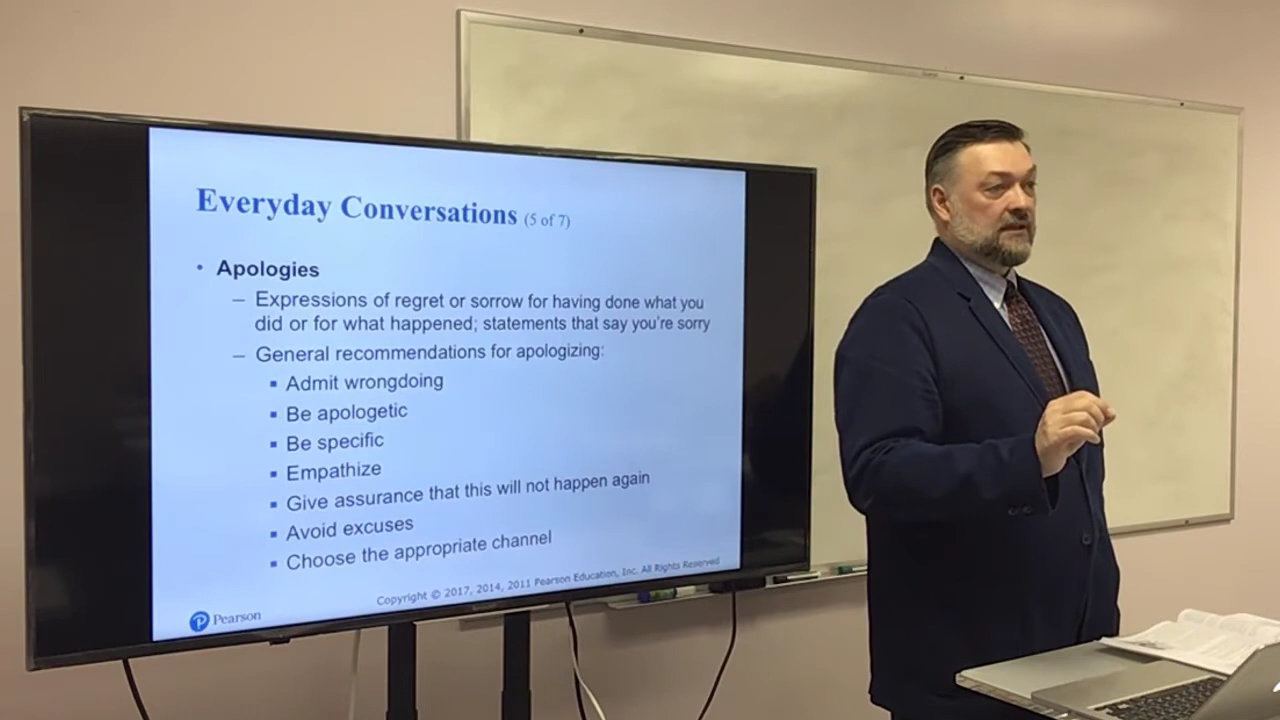 Everyday Conversations (5 of 7)
• Apologies
– Expressions of regret or sorrow for having done what you
did or for what happened; statements that say you're sorry
– General recommendations for apologizing:
▪ Admit wrongdoing
▪ Be apologetic
▪ Be specific
▪ Empathize
▪ Give assurance that this will not happen again
▪ Avoid excuses
▪ Choose the appropriate channel
Copyright © 2017, 2014, 2011 Pearson Education, Inc. All Rights Reserved
Pearson